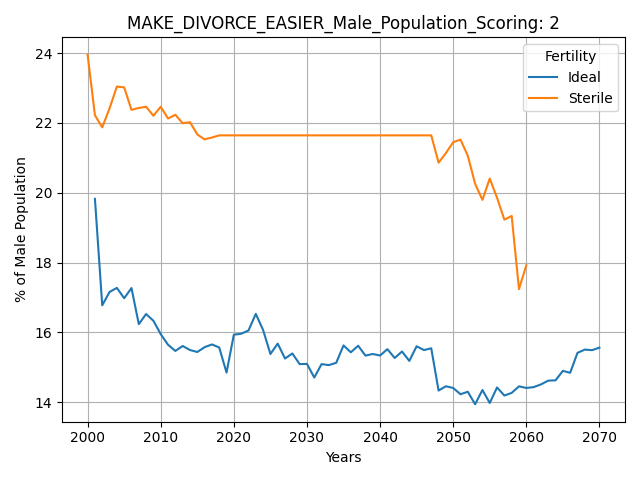 MAKE_DIVORCE_EASIER_Male_Population_Scoring: 2
% of Male Population
24
22
20
18
16
14
Fertility
Ideal
Sterile
2000 2010 2020 2030 2040 2050 2060 2070
Years